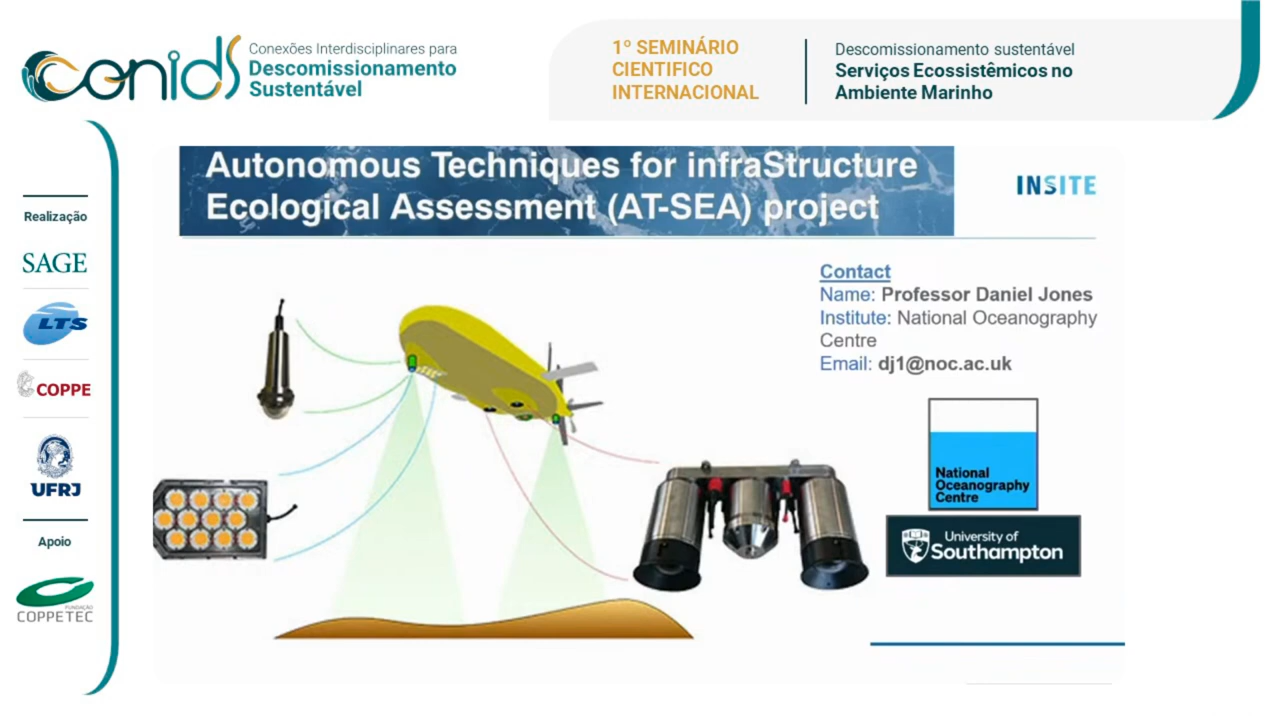 conids
Conexões Interdisciplinares para
Descomissionamento
Sustentável
1º SEMINÁRIO
CIENTIFICO
INTERNACIONAL
Descomissionamento sustentável
Serviços Ecossistêmicos no
Ambiente Marinho
Realização
SAGE
LTS
COPPE
UFRJ
Apoio
FUNDAÇÃO
COPPETEC
Autonomous Techniques for infraStructure
Ecological Assessment (AT-SEA) project
INSITE
Contact
Name: Professor Daniel Jones
Institute: National Oceanography
Centre
Email: dj1@noc.ac.uk
National
Oceanography
Centre
University of
Southampton